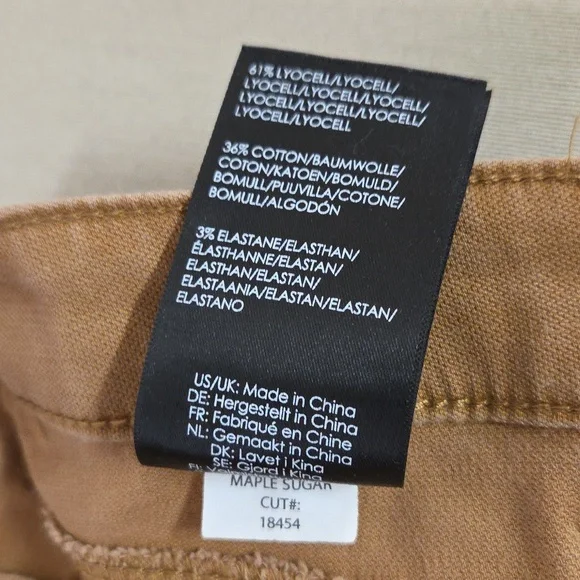 61% LYOCELL/LYOCELL/
LYOCELL/LYOCELL/LYOCELL/
LYOCELL/LYOCELL/LYOCELL/
LYOCELL/LYOCELL
36% COTTON/BAUMWOLLE/
COTON/KATOEN/BOMULD/
BOMULL/PUUVILLA/COTONE/
BOMULL/ALGODÓN
3% ELASTANE/ELASTHAN/
ÉLASTHANNE/ELASTAN/
ELASTHAN/ELASTAN/
ELASTAANIA/ELASTAN/ELASTAN/
ELASTANO
US/UK: Made in China
DE: Hergestellt in China
FR: Fabriqué en Chine
NL: Gemaakt in China
DK: Lavet i Kina
SE: Gjord i Kina
MAPLE SUGAR
CUT#:
18454